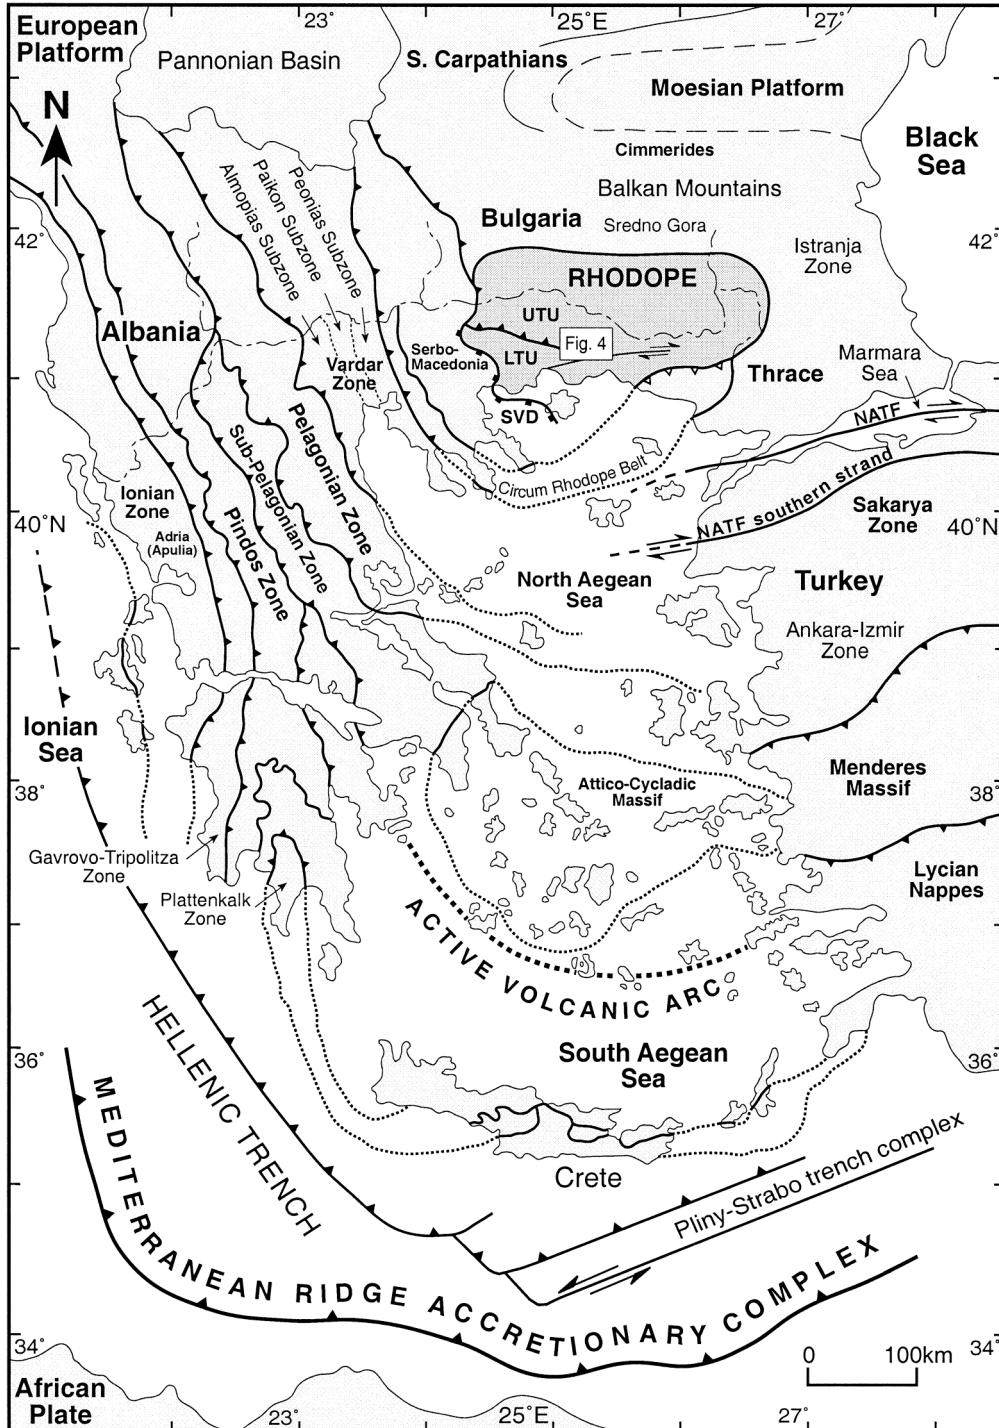 23°
25°E
27°
European
Platform
Pannonian Basin
S. Carpathians
Moesian Platform
N
Black
Sea
Cimmerides
Balkan Mountains
Peonias Subzone
Paikon Subzone
Almopias Subzone
Bulgaria
Sredno Gora
42°
42°
Istranja
Zone
RHODOPE
UTU
Albania
Fig. 4
Serbo-
Macedonia
LTU
Vardar
Zone
Marmara
Sea
Thrace
SVD
NATF
Pelagonian Zone
Sub-Pelagonian Zone
Circum Rhodope Belt
NATF southern strand
Ionian
Zone
Sakarya
Zone
40°N
40°N
Pindos Zone
Adria
(Apulia)
North Aegean
Sea
Turkey
Ankara-Izmir
Zone
Ionian
Sea
Attico-Cycladic
Massif
Menderes
Massif
38°
38°
Gavrovo-Tripolitza
Zone
Lycian
Nappes
Plattenkalk
Zone
ACTIVE VOLCANIC ARC
HELLENIC TRENCH
South Aegean
Sea
36°
36°
MEDITERRANEAN RIDGE ACCRETIONARY COMPLEX
Crete
Pliny-Strabo trench complex
34°
34°
0 100km
African
Plate
23°
25°E
27°